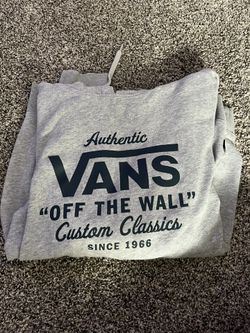 Authentic
VANS
"OFF THE WALL"
Custom Classics
SINCE 1966